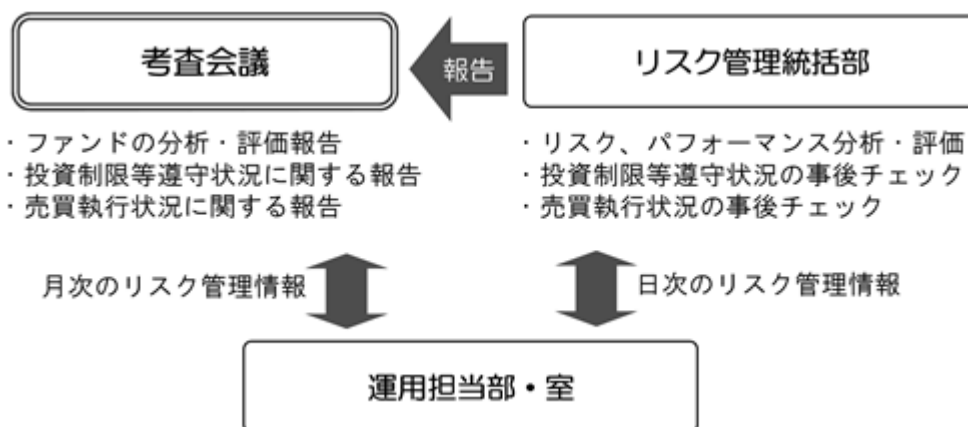 考査会議
報告
リスク管理統括部
・ファンドの分析・評価報告
・投資制限等遵守状況に関する報告
・売買執行状況に関する報告
・リスク、パフォーマンス分析・評価
・投資制限等遵守状況の事後チェック
・売買執行状況の事後チェック
月次のリスク管理情報
日次のリスク管理情報
運用担当部・室